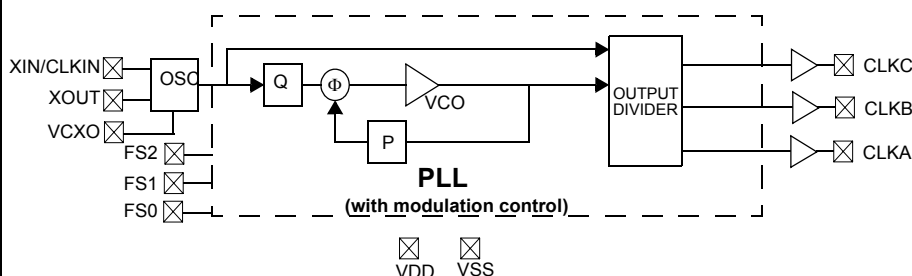 XIN/CLKIN
XOUT
VCXO
OSC
FS2
FS1
FS0
Q
Φ
VCO
P
PLL
(with modulation control)
OUTPUT
DIVIDER
CLKC
CLKB
CLKA
VDD
VSS